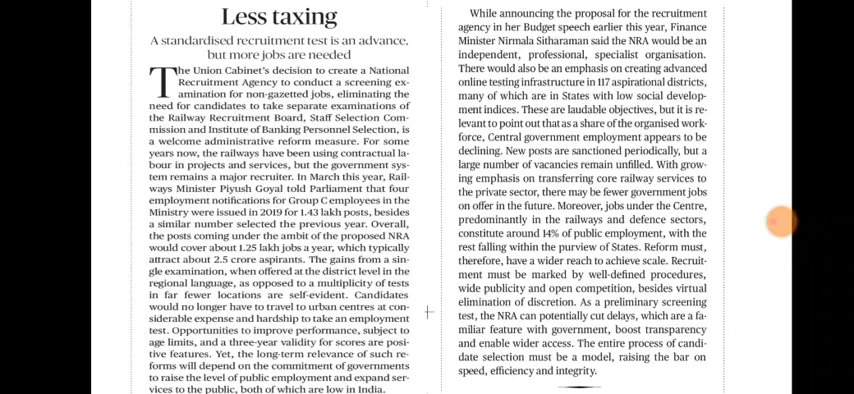 Less taxing
A standardised recruitment test is an advance,
but more jobs are needed
The Union Cabinet's decision to create a National
Recruitment Agency to conduct a screening ex-
amination for non-gazetted jobs, eliminating the
need for candidates to take separate examinations of
the Railway Recruitment Board, Staff Selection Com-
mission and Institute of Banking Personnel Selection, is
a welcome administrative reform measure. For some
years now, the railways have been using contractual la-
bour in projects and services, but the government sys-
tem remains a major recruiter. In March this year, Rail-
ways Minister Piyush Goyal told Parliament that four
employment notifications for Group C employees in the
Ministry were issued in 2019 for 1.43 lakh posts, besides
a similar number selected the previous year. Overall,
the posts coming under the ambit of the proposed NRA
would cover about 1.25 lakh jobs a year, which typically
attract about 2.5 crore aspirants. The gains from a sin-
gle examination, when offered at the district level in the
regional language, as opposed to a multiplicity of tests
in far fewer locations are self-evident. Candidates
would no longer have to travel to urban centres at con-
siderable expense and hardship to take an employment
test. Opportunities to improve performance, subject to
age limits, and a three-year validity for scores are posi-
tive features. Yet, the long-term relevance of such re-
forms will depend on the commitment of governments
to raise the level of public employment and expand ser-
vices to the public, both of which are low in India.
While announcing the proposal for the recruitment
agency in her Budget speech earlier this year, Finance
Minister Nirmala Sitharaman said the NRA would be an
independent, professional, specialist organisation.
There would also be an emphasis on creating advanced
online testing infrastructure in 117 aspirational districts,
many of which are in States with low social develop-
ment indices. These are laudable objectives, but it is re-
levant to point out that as a share of the organised work-
force, Central government employment appears to be
declining. New posts are sanctioned periodically, but a
large number of vacancies remain unfilled. With grow-
ing emphasis on transferring core railway services to
the private sector, there may be fewer government jobs
on offer in the future. Moreover, jobs under the Centre,
predominantly in the railways and defence sectors,
constitute around 14% of public employment, with the
rest falling within the purview of States. Reform must,
therefore, have a wider reach to achieve scale. Recruit-
ment must be marked by well-defined procedures,
wide publicity and open competition, besides virtual
elimination of discretion. As a preliminary screening
test, the NRA can potentially cut delays, which are a fa-
miliar feature with government, boost transparency
and enable wider access. The entire process of candi-
date selection must be a model, raising the bar on
speed, efficiency and integrity.